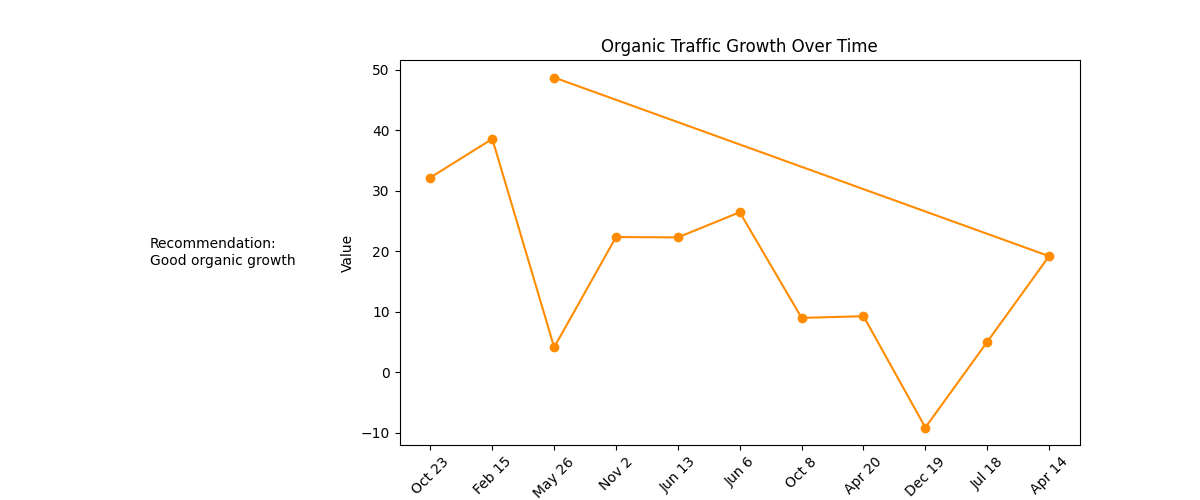 Organic Traffic Growth Over Time
Recommendation:
Good organic growth
Value
50
40
30
20
10
0
−10
Oct 23
Feb 15
May 26
Nov 2
Jun 13
Jun 6
Oct 8
Apr 20
Dec 19
Jul 18
Apr 14